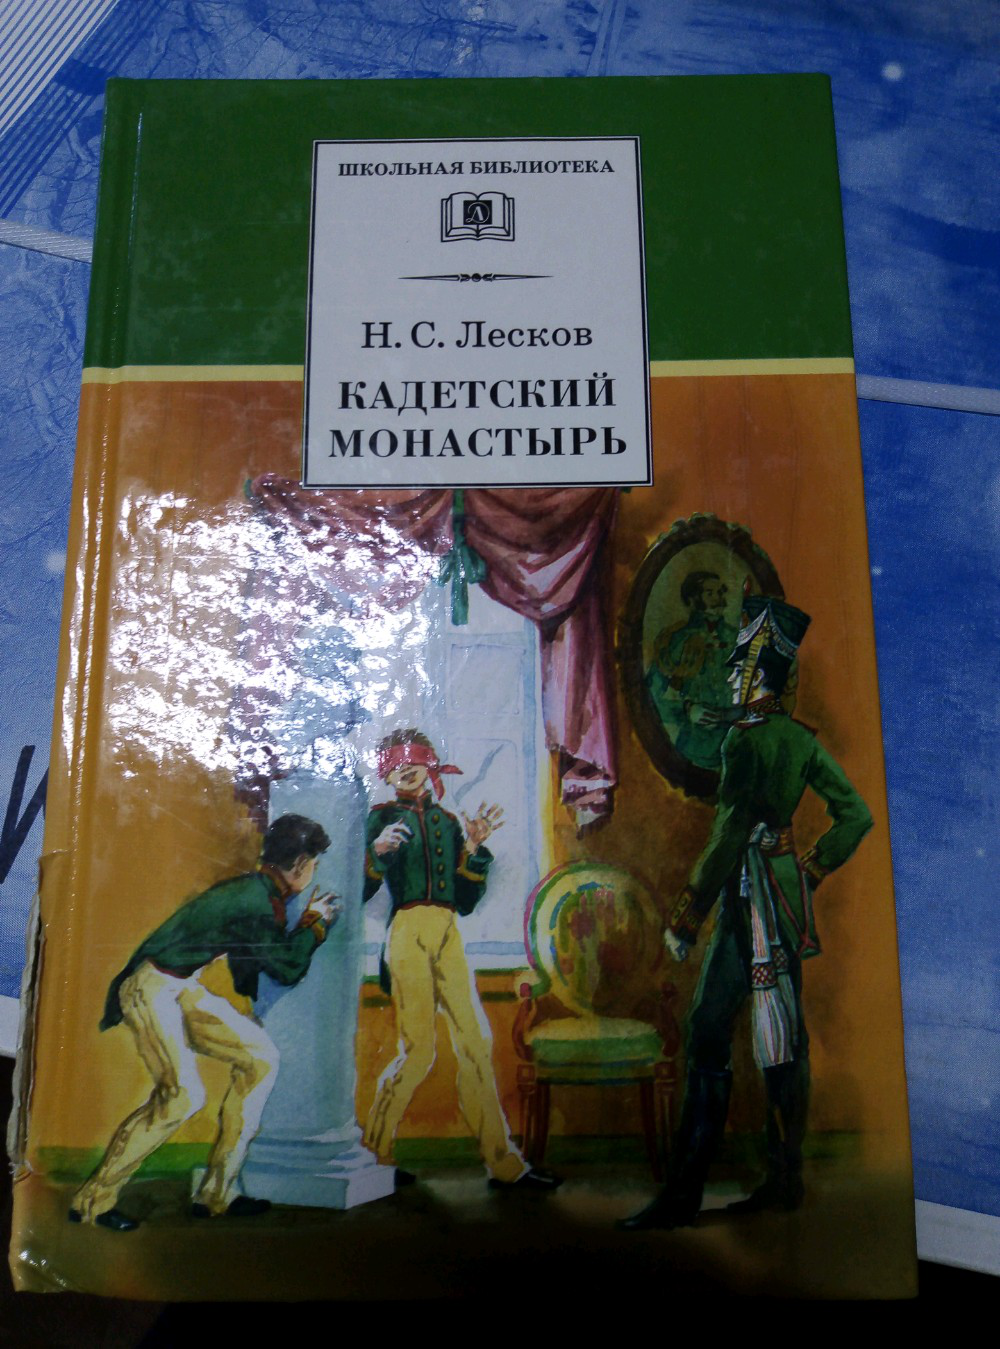 ШКОЛЬНАЯ БИБЛИОТЕКА
Д
Н. С. Лесков
КАДЕТСКИЙ
МОНАСТЫРЬ